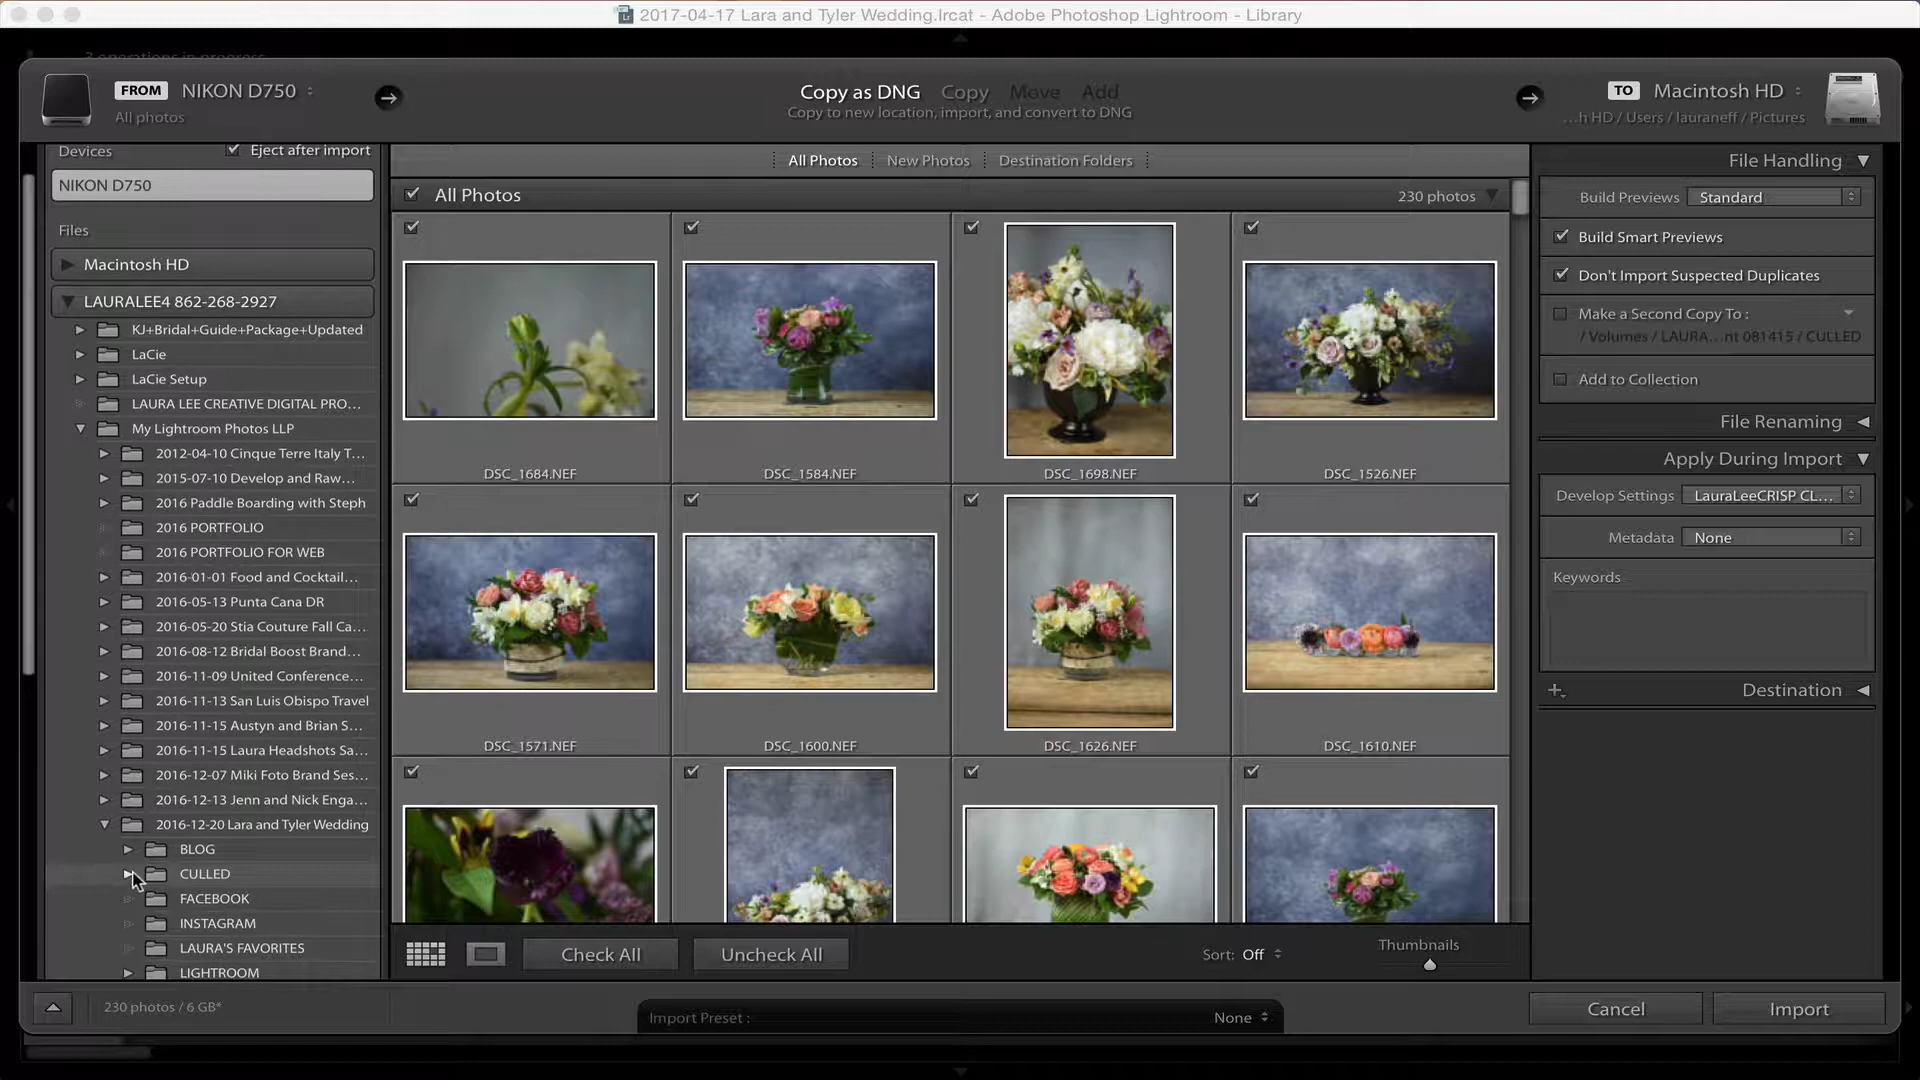 2017-04-17 Lara and Tyler Wedding.lrcat - Adobe Photoshop Lightroom - Library
3 operations in progress
FROM NIKON D750
All photos
Copy as DNG Copy Move Add
Copy to new location, import, and convert to DNG
TO Macintosh HD
...h HD / Users / lauraneff / Pictures
Devices
Eject after import
NIKON D750
Files
Macintosh HD
LAURALEE4 862-268-2927
KJ+Bridal+Guide+Package+Updated
LaCie
LaCie Setup
LAURA LEE CREATIVE DIGITAL PRO...
My Lightroom Photos LLP
2012-04-10 Cinque Terre Italy T...
2015-07-10 Develop and Raw...
2016 Paddle Boarding with Steph
2016 PORTFOLIO
2016 PORTFOLIO FOR WEB
2016-01-01 Food and Cocktail...
2016-05-13 Punta Cana DR
2016-05-20 Stia Couture Fall Ca...
2016-08-12 Bridal Boost Brand...
2016-11-09 United Conference...
2016-11-13 San Luis Obispo Travel
2016-11-15 Austyn and Brian S...
2016-11-15 Laura Headshots Sa...
2016-12-07 Miki Foto Brand Ses...
2016-12-13 Jenn and Nick Enga...
2016-12-20 Lara and Tyler Wedding
BLOG
CULLED
FACEBOOK
INSTAGRAM
LAURA'S FAVORITES
LIGHTROOM
All Photos New Photos Destination Folders
All Photos 230 photos
DSC_1684.NEF DSC_1584.NEF DSC_1698.NEF DSC_1526.NEF
DSC_1571.NEF DSC_1600.NEF DSC_1626.NEF DSC_1610.NEF
Check All Uncheck All Sort: Off Thumbnails
File Handling
Build Previews Standard
Build Smart Previews
Don't Import Suspected Duplicates
Make a Second Copy To :
/ Volumes / LAURA...nt 081415 / CULLED
Add to Collection
File Renaming
Apply During Import
Develop Settings LauraLeeCRISP CL...
Metadata None
Keywords
Destination
230 photos / 6 GB*
Import Preset : None
Cancel Import